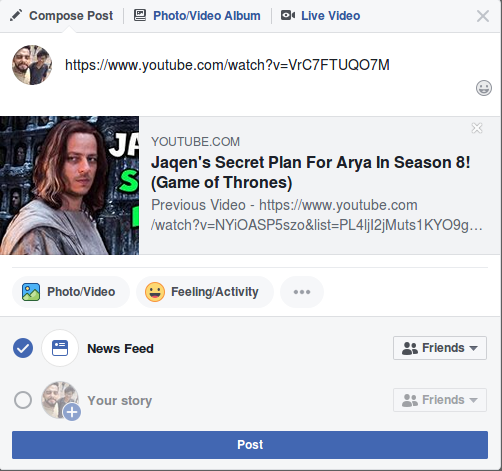 Compose Post
Photo/Video Album
Live Video
https://www.youtube.com/watch?v=VrC7FTUQO7M
YOUTUBE.COM
Jaqen's Secret Plan For Arya In Season 8!
(Game of Thrones)
Previous Video - https://www.youtube.com
/watch?v=NYiOASP5szo&list=PL4ljI2jMuts1KYO9g...
Photo/Video
Feeling/Activity
News Feed
Friends
Your story
Friends
Post